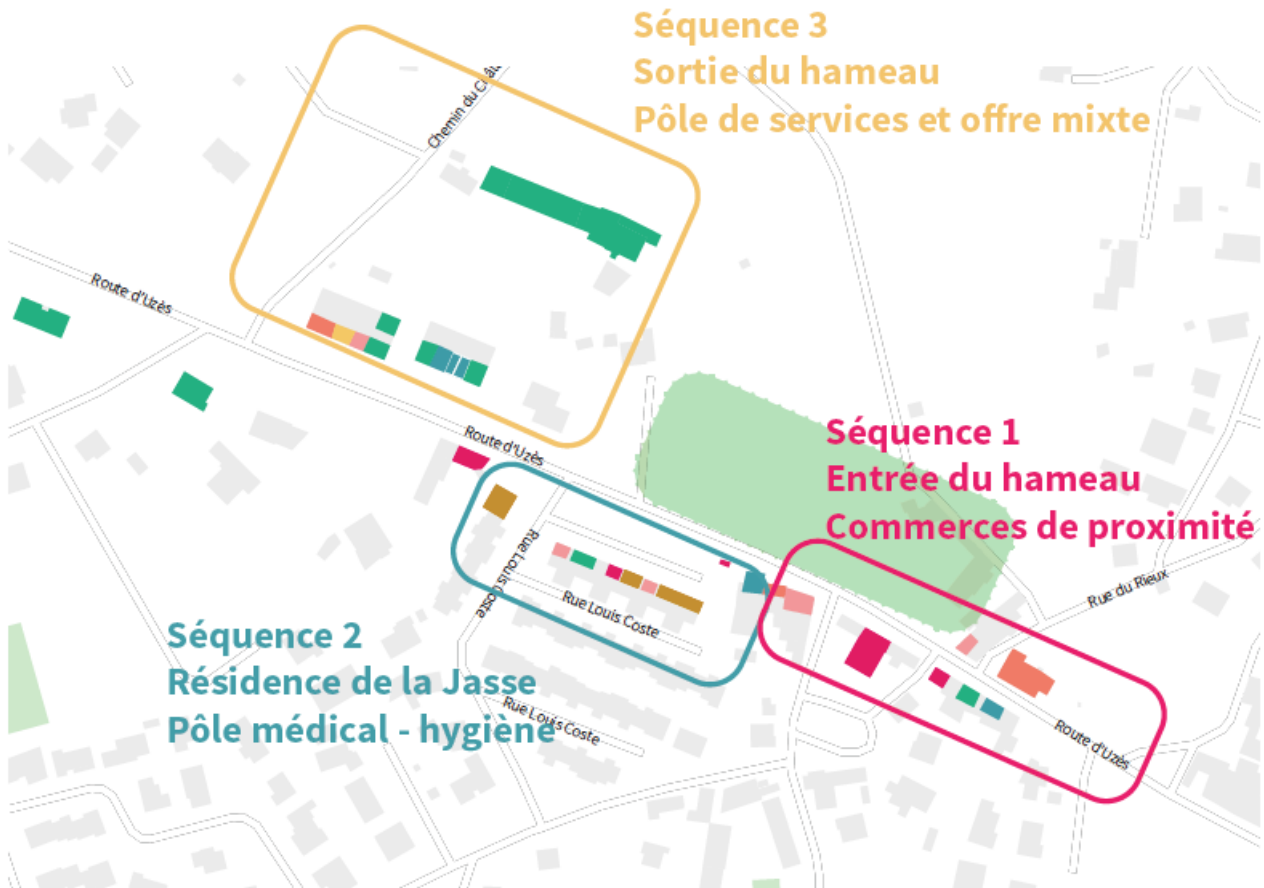 Séquence 3
Sortie du hameau
Pôle de services et offre mixte
Chemin du
Route d'Uzès
Route d'Uzès
Séquence 1
Entrée du hameau
Commerces de proximité
Rue Louis Coste
Rue Louis Coste
Rue du Rieux
Séquence 2
Résidence de la Jasse
Pôle médical - hygiène
Rue Louis Coste
Route d'Uzès